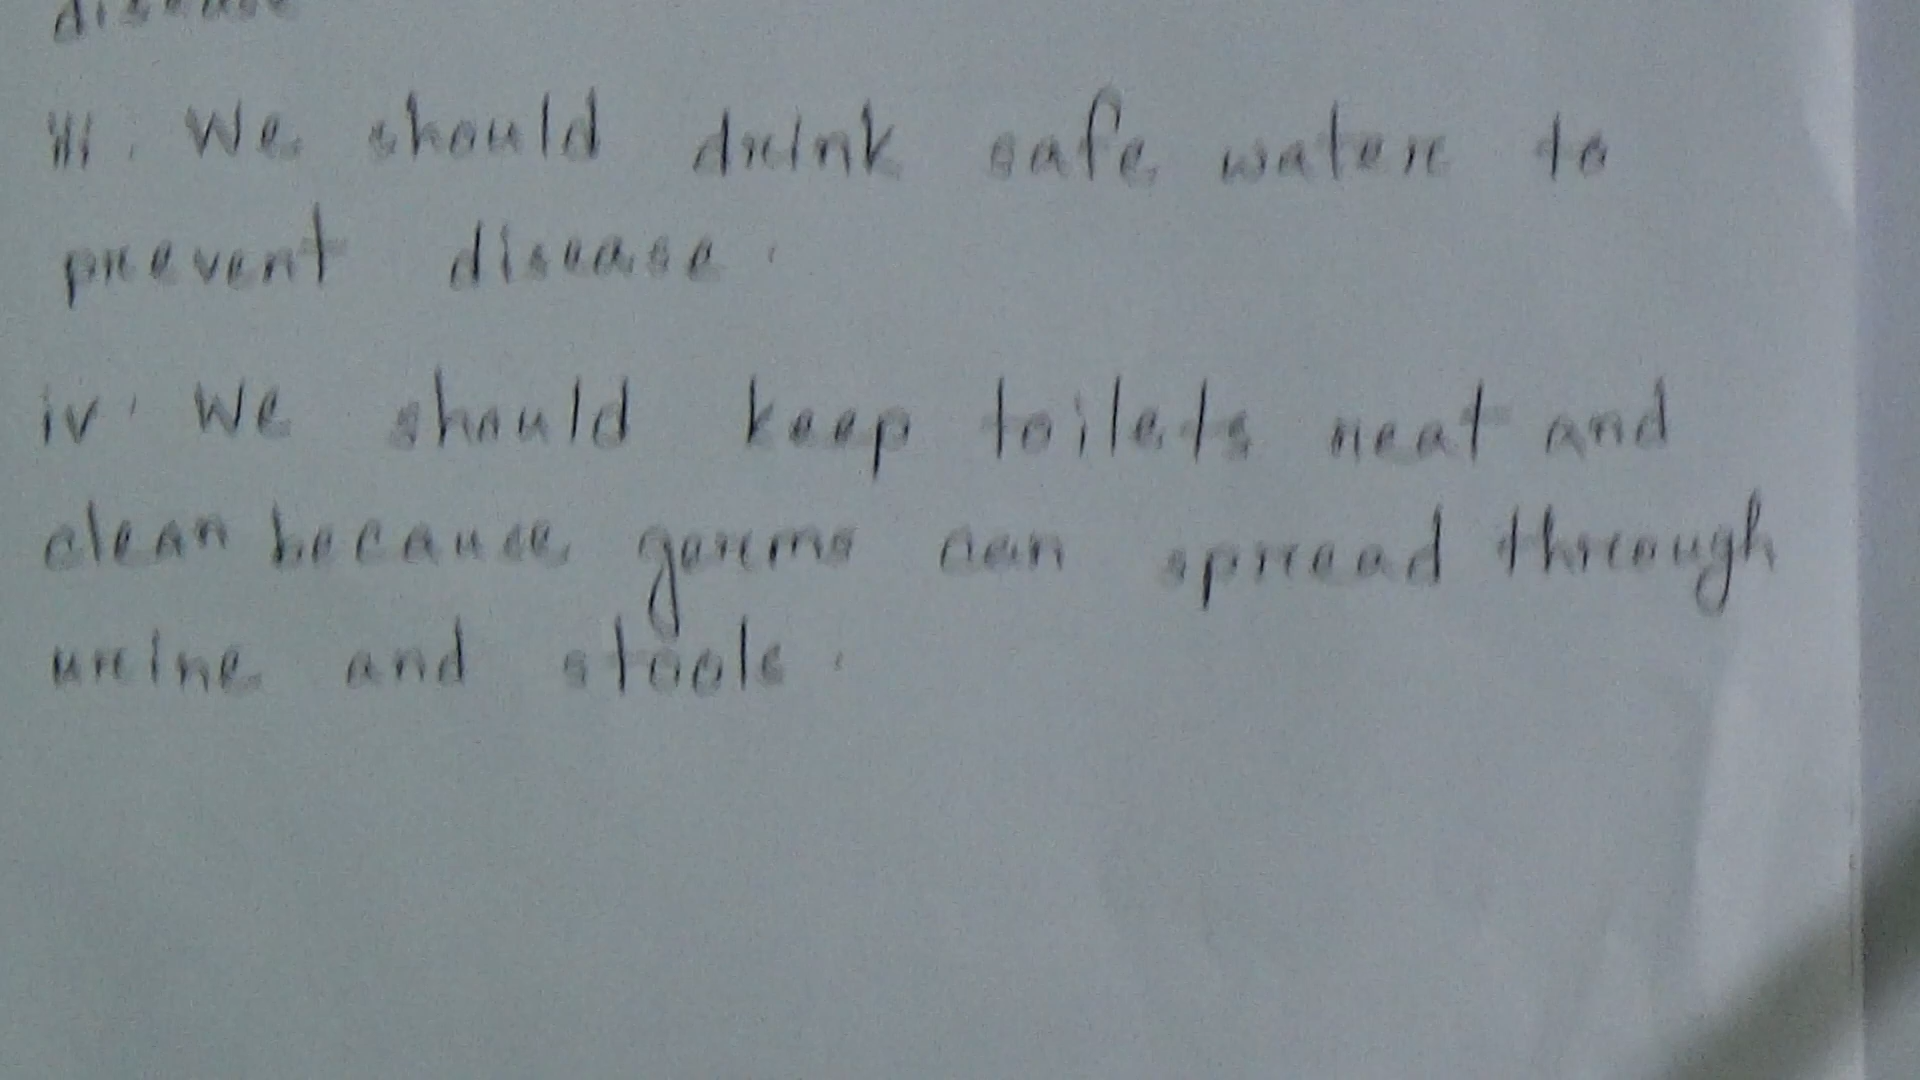 disease
iii. We should drink safe water to
prevent disease.
iv. We should keep toilets neat and
clean because germs can spread through
urine and stools.